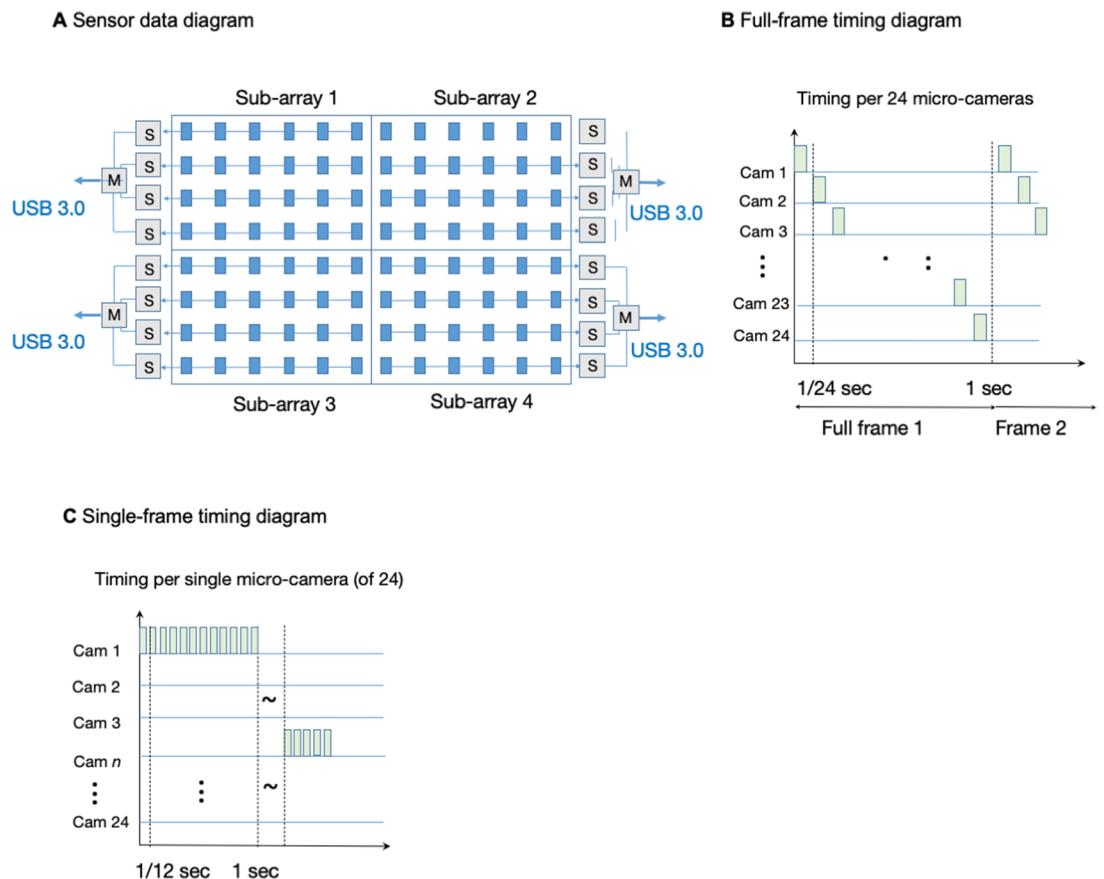 A Sensor data diagram
Sub-array 1 Sub-array 2
S S
S S
M M
S S
USB 3.0 USB 3.0
S S
S S
S S
M M
S S
USB 3.0 USB 3.0
S S
Sub-array 3 Sub-array 4
B Full-frame timing diagram
Timing per 24 micro-cameras
Cam 1
Cam 2
Cam 3
Cam 23
Cam 24
1/24 sec 1 sec
Full frame 1 Frame 2
C Single-frame timing diagram
Timing per single micro-camera (of 24)
Cam 1
Cam 2
~
Cam 3
Cam n
~
Cam 24
1/12 sec 1 sec